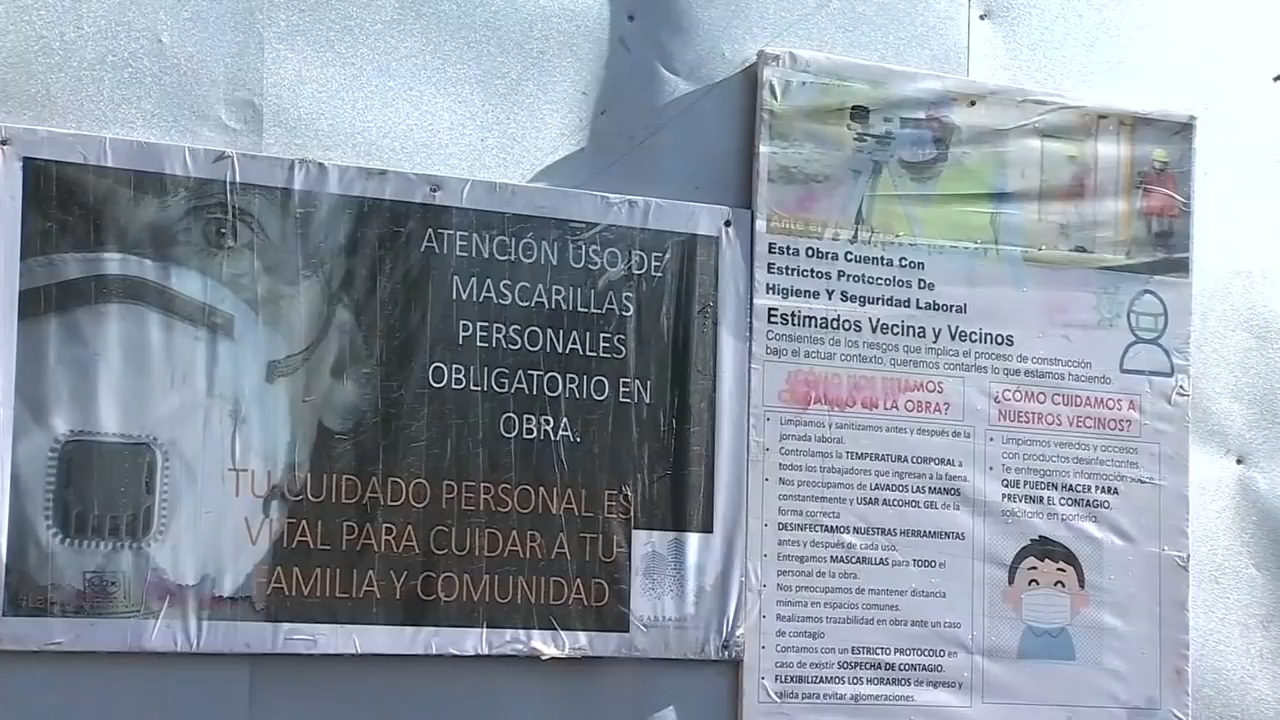 ATENCIÓN USO DE
MASCARILLAS
PERSONALES
OBLIGATORIO EN
OBRA.
TU CUIDADO PERSONAL ES
VITAL PARA CUIDAR A TU
FAMILIA Y COMUNIDAD
Ante el
Esta Obra Cuenta Con
Estrictos Protocolos De
Higiene Y Seguridad Laboral
Estimados Vecina y Vecinos
Consientes de los riesgos que implica el proceso de construcción
bajo el actuar contexto, queremos contarles lo que estamos haciendo.
EN LA OBRA?
• Limpiamos y sanitizamos antes y después de la
jornada laboral.
• Controlamos la TEMPERATURA CORPORAL a
todos los trabajadores que ingresan a la faena.
• Nos preocupamos de LAVADOS LAS MANOS
constantemente y USAR ALCOHOL GEL de la
forma correcta
• DESINFECTAMOS NUESTRAS HERRAMIENTAS
antes y después de cada uso.
• Entregamos MASCARILLAS para TODO el
personal de la obra.
Nos preocupamos de mantener distancia
mínima en espacios comunes.
• Realizamos trazabilidad en obra ante un caso
de contagio
• Contamos con un ESTRICTO PROTOCOLO en
caso de existir SOSPECHA DE CONTAGIO.
• FLEXIBILIZAMOS LOS HORARIOS de ingreso y
salida para evitar aglomeraciones.
¿CÓMO CUIDAMOS A
NUESTROS VECINOS?
• Limpiamos veredas y accesos
con productos desinfectantes.
• Te entregamos información sobre
QUE PUEDEN HACER PARA
PREVENIR EL CONTAGIO,
solicitarlo en portería.